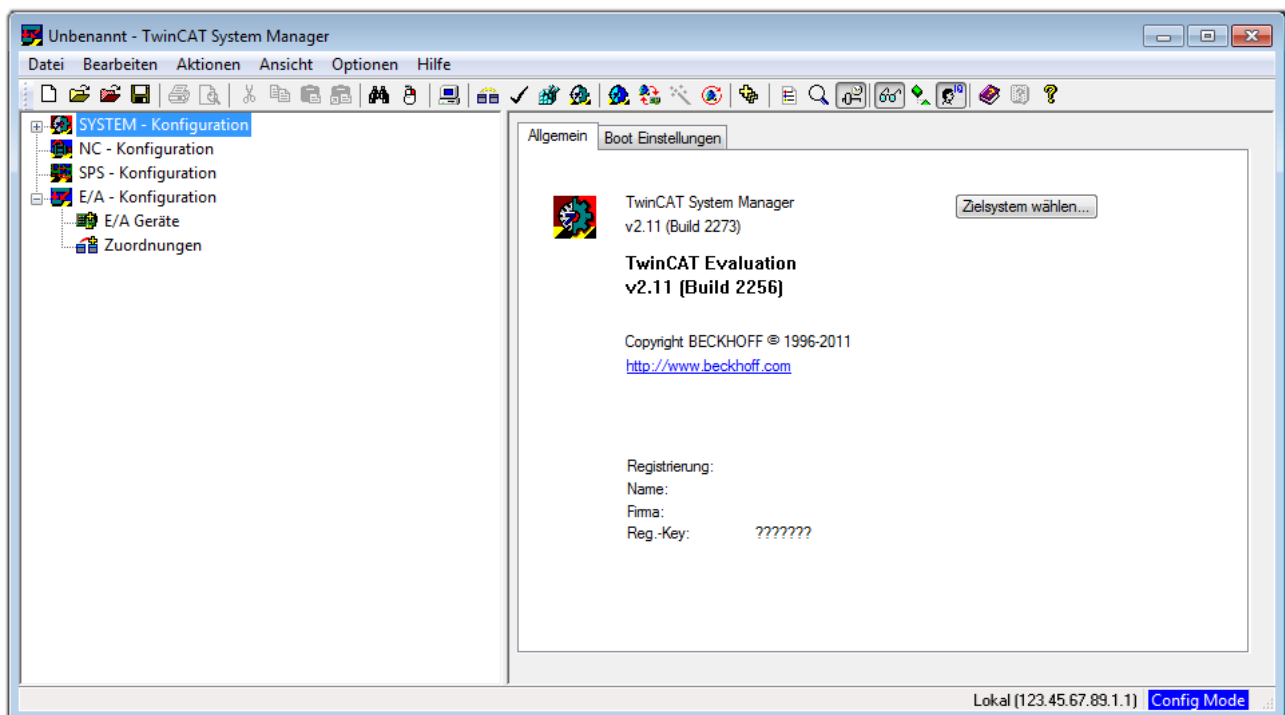 Unbenannt - TwinCAT System Manager
Datei Bearbeiten Aktionen Ansicht Optionen Hilfe
SYSTEM - Konfiguration
NC - Konfiguration
SPS - Konfiguration
E/A - Konfiguration
E/A Geräte
Zuordnungen
Allgemein Boot Einstellungen
TwinCAT System Manager
v2.11 (Build 2273)
Zielsystem wählen...
TwinCAT Evaluation
v2.11 (Build 2256)
Copyright BECKHOFF © 1996-2011
http://www.beckhoff.com
Registrierung:
Name:
Firma:
Reg.-Key: ???????
Lokal (123.45.67.89.1.1) Config Mode